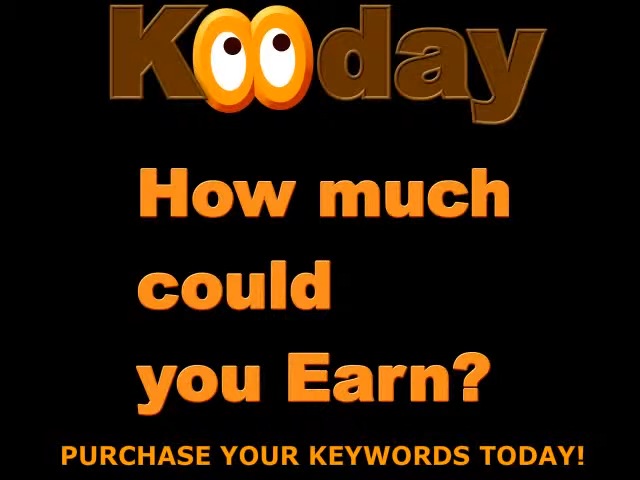 Kooday
How much
could
you Earn?
PURCHASE YOUR KEYWORDS TODAY!